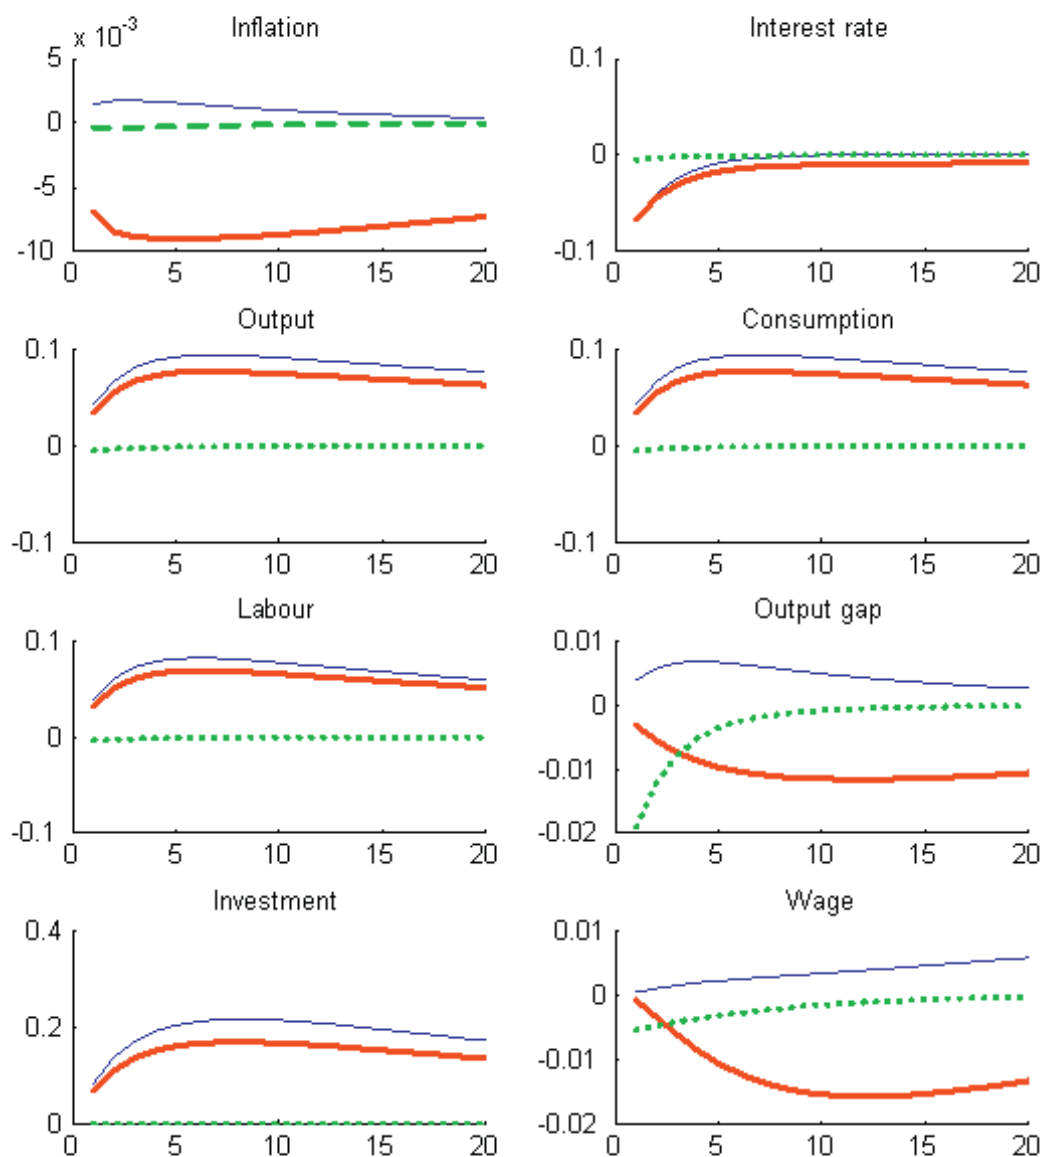 Inflation
x 10-3
5
0
-5
-10
0 5 10 15 20
Interest rate
0.1
0
-0.1
0 5 10 15 20
Output
0.1
0
-0.1
0 5 10 15 20
Consumption
0.1
0
-0.1
0 5 10 15 20
Labour
0.1
0
-0.1
0 5 10 15 20
Output gap
0.01
0
-0.01
-0.02
0 5 10 15 20
Investment
0.4
0.2
0
0 5 10 15 20
Wage
0.01
0
-0.01
-0.02
0 5 10 15 20